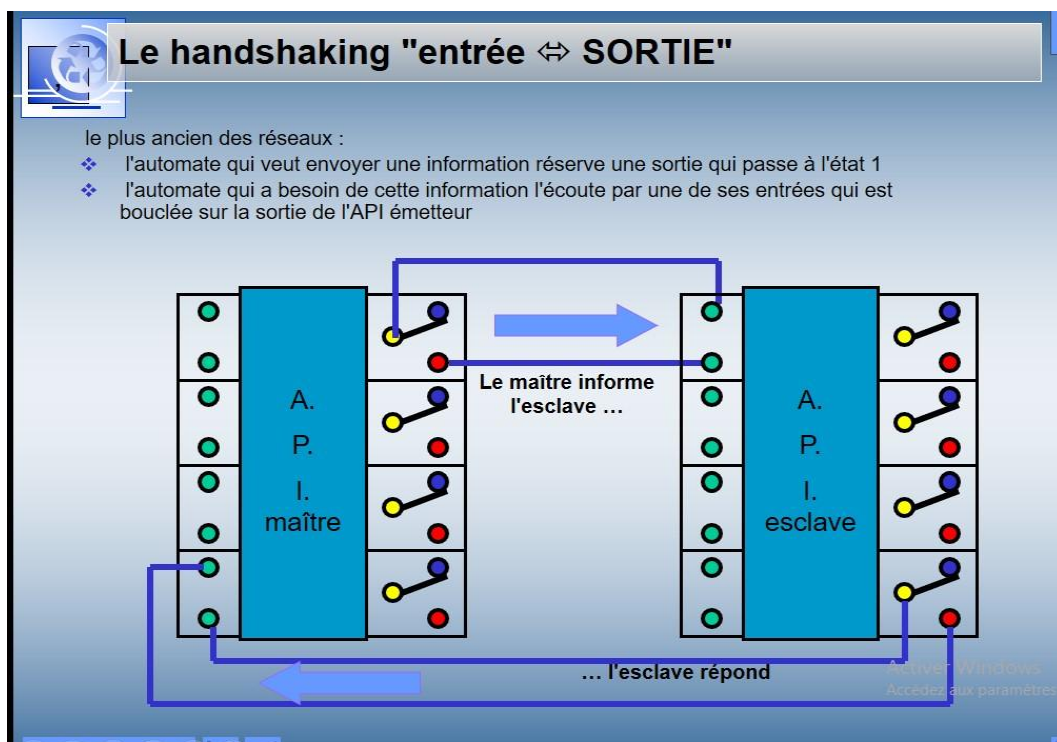 Le handshaking "entrée ⇔ SORTIE"
le plus ancien des réseaux :
❖ l'automate qui veut envoyer une information réserve une sortie qui passe à l'état 1
❖ l'automate qui a besoin de cette information l'écoute par une de ses entrées qui est
bouclée sur la sortie de l'API émetteur
Le maître informe
l'esclave ...
A.
P.
I.
maître
A.
P.
I.
esclave
... l'esclave répond
Activer Windows
Accédez aux paramètres